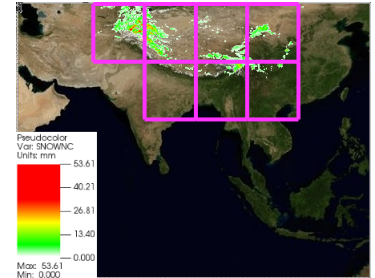 Pseudocolor
Var: SNOWNC
Units: mm
53.61
40.21
26.81
13.40
0.000
Max: 53.61
Min: 0.000